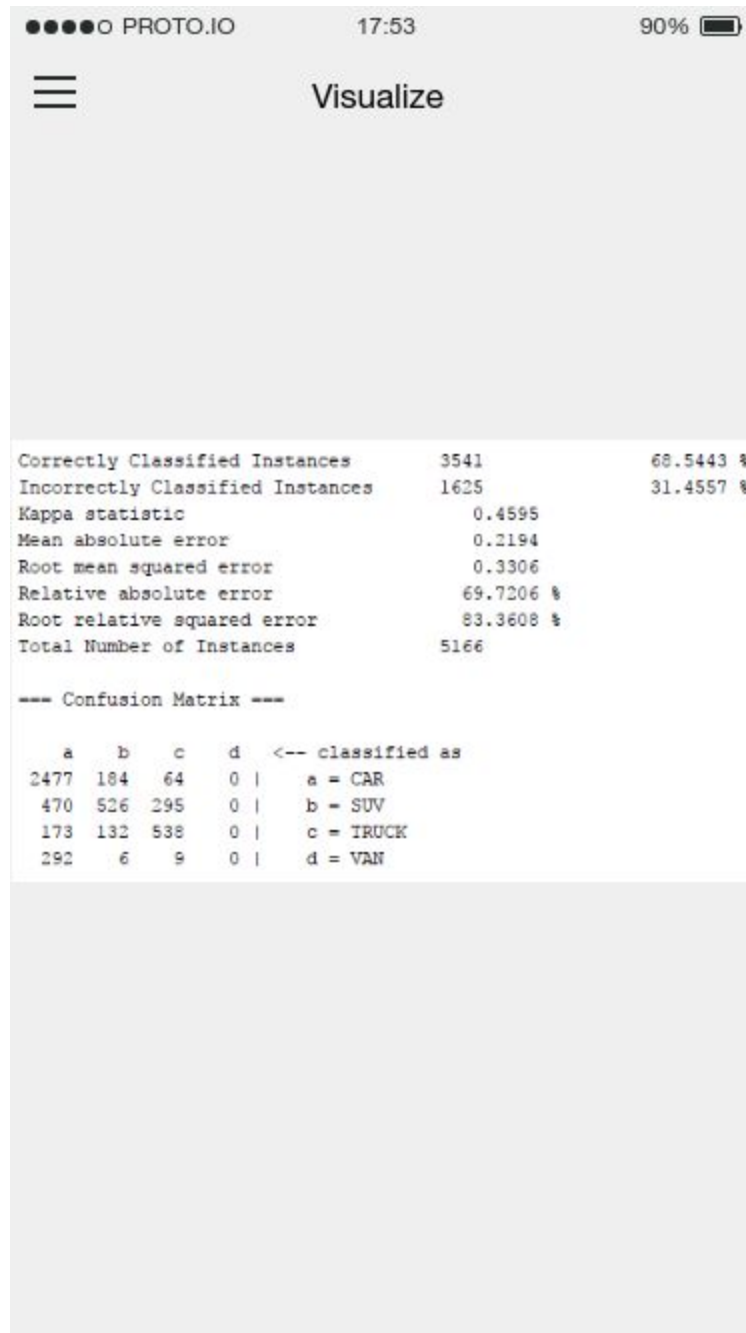 ●●●●○ PROTO.IO 17:53 90%
Visualize
Correctly Classified Instances 3541 68.5443 %
Incorrectly Classified Instances 1625 31.4557 %
Kappa statistic 0.4595
Mean absolute error 0.2194
Root mean squared error 0.3306
Relative absolute error 69.7206 %
Root relative squared error 83.3608 %
Total Number of Instances 5166
=== Confusion Matrix ===
a b c d <-- classified as
2477 184 64 0 | a = CAR
470 526 295 0 | b = SUV
173 132 538 0 | c = TRUCK
292 6 9 0 | d = VAN